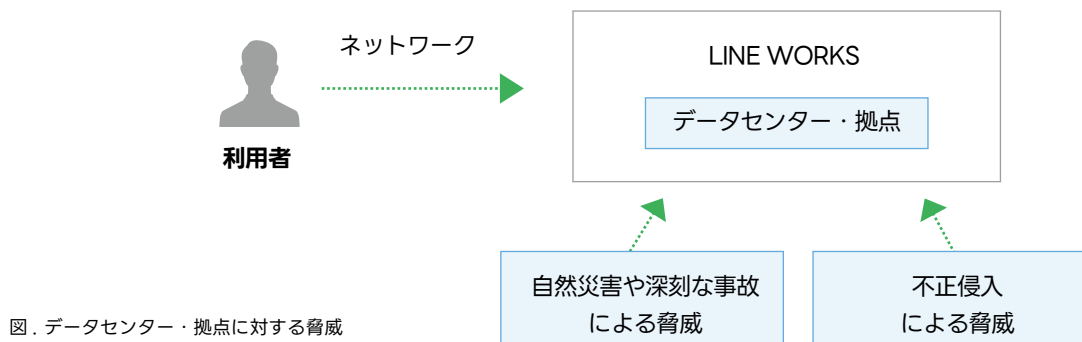 ネットワーク
LINE WORKS
データセンター・拠点
利用者
自然災害や深刻な事故
による脅威
不正侵入
による脅威
図 . データセンター・拠点に対する脅威